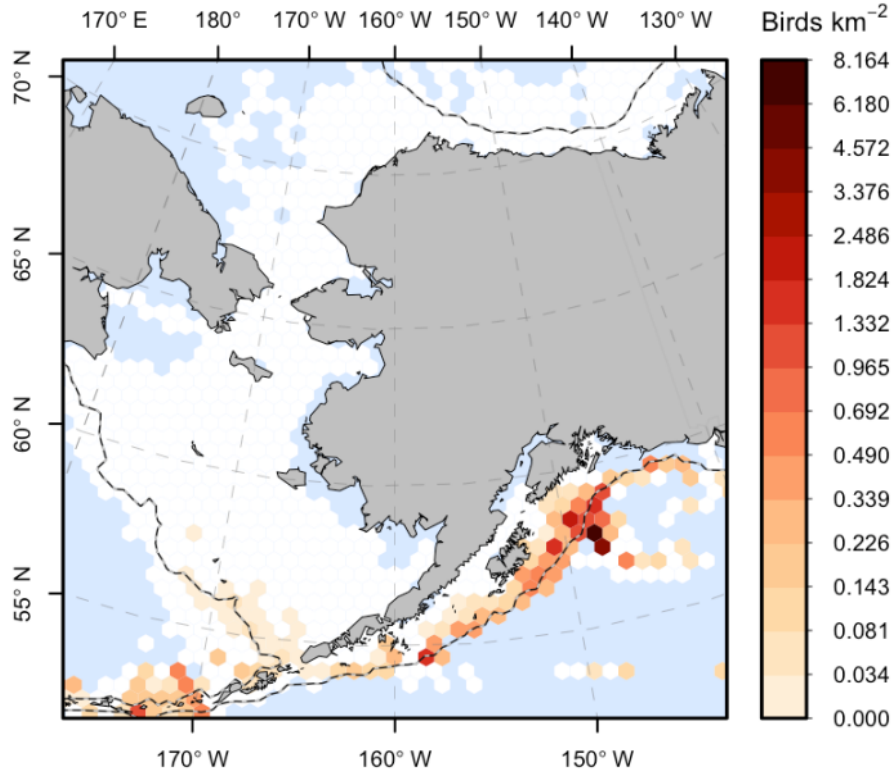 170° E 180° 170° W 160° W 150° W 140° W 130° W
Birds km⁻²
70° N
65° N
60° N
55° N
170° W 160° W 150° W
8.164
6.180
4.572
3.376
2.486
1.824
1.332
0.965
0.692
0.490
0.339
0.226
0.143
0.081
0.034
0.000